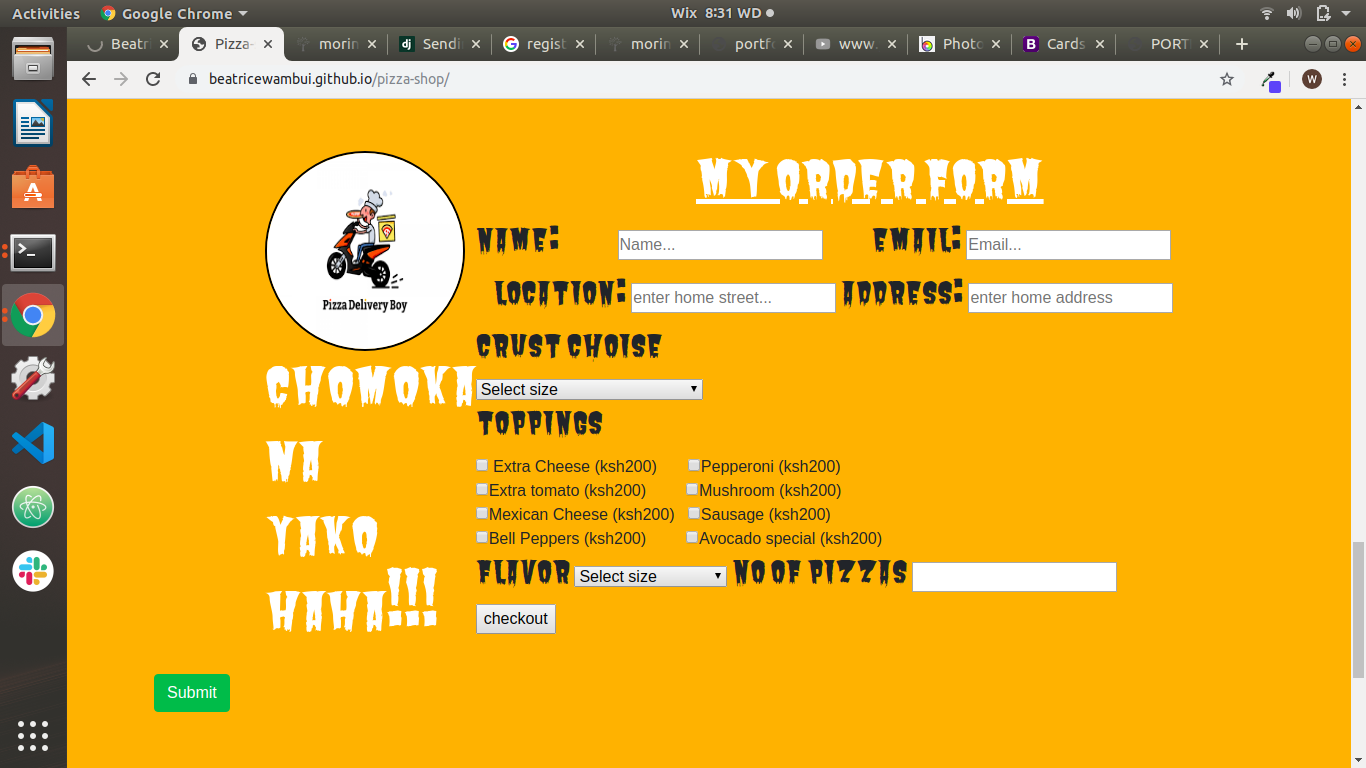 Activities Google Chrome Wix 8:31 WD
Beatri Pizza- morin Sendi regist morin portfo www. Photo Cards PORT
beatricewambui.github.io/pizza-shop/ W
MY ORDER FORM
NAME: Name... EMAIL: Email...
LOCATION: enter home street... ADDRESS: enter home address
Pizza Delivery Boy
CRUST CHOISE
CHOMOKA
NA
YAKO
HAHA!!!
Select size
TOPPINGS
Extra Cheese (ksh200) Pepperoni (ksh200)
Extra tomato (ksh200) Mushroom (ksh200)
Mexican Cheese (ksh200) Sausage (ksh200)
Bell Peppers (ksh200) Avocado special (ksh200)
FLAVOR Select size NO OF PIZZAS
checkout
Submit